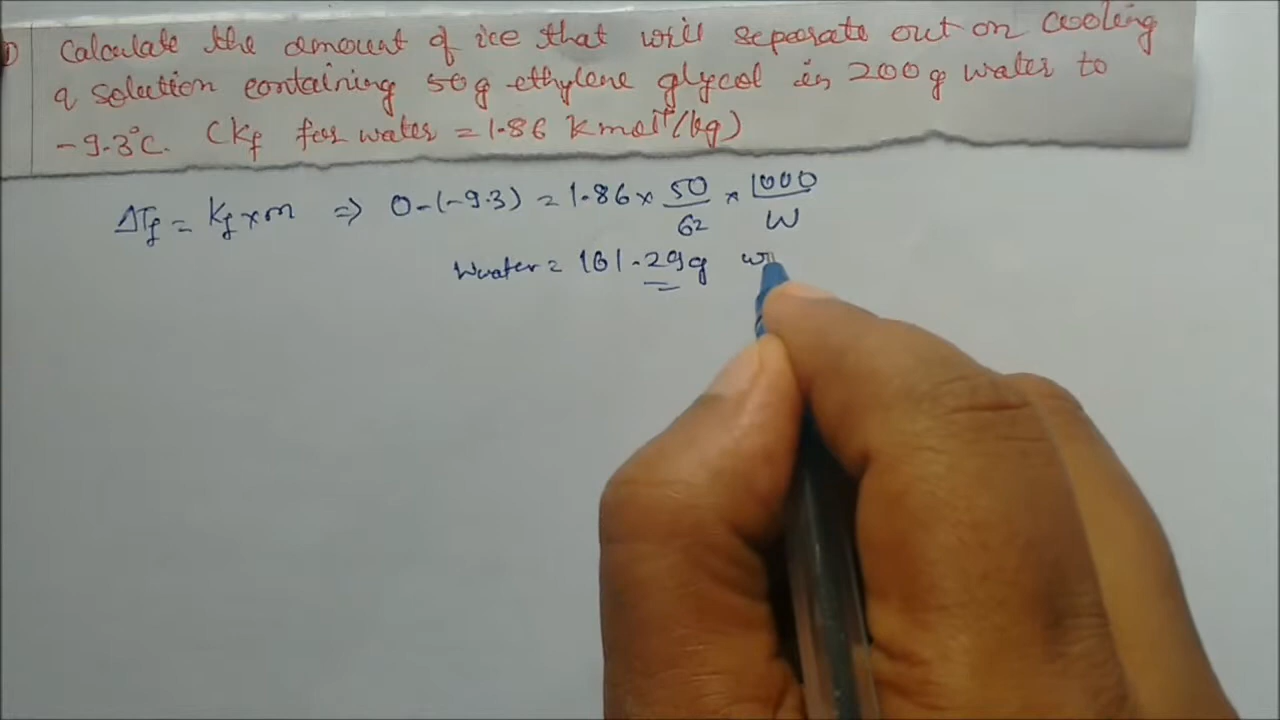 Calculate the amount of ice that will separate out on cooling
a solution containing 50g ethylene glycol in 200g water to
-9.3°C. (Kf for water = 1.86 K mol⁻¹ kg)
ΔTf = Kf × m ⇒ 0-(-9.3) = 1.86 × 50/62 × 1000/W
Wwater = 161.29g